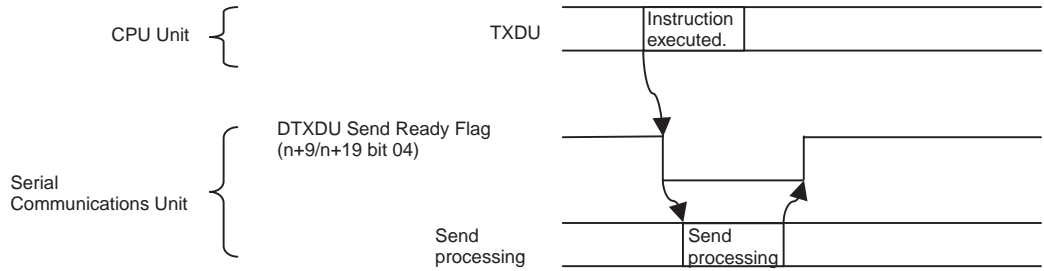 CPU Unit
TXDU
Instruction
executed.
DTXDU Send Ready Flag
(n+9/n+19 bit 04)
Serial
Communications Unit
Send
processing
Send
processing